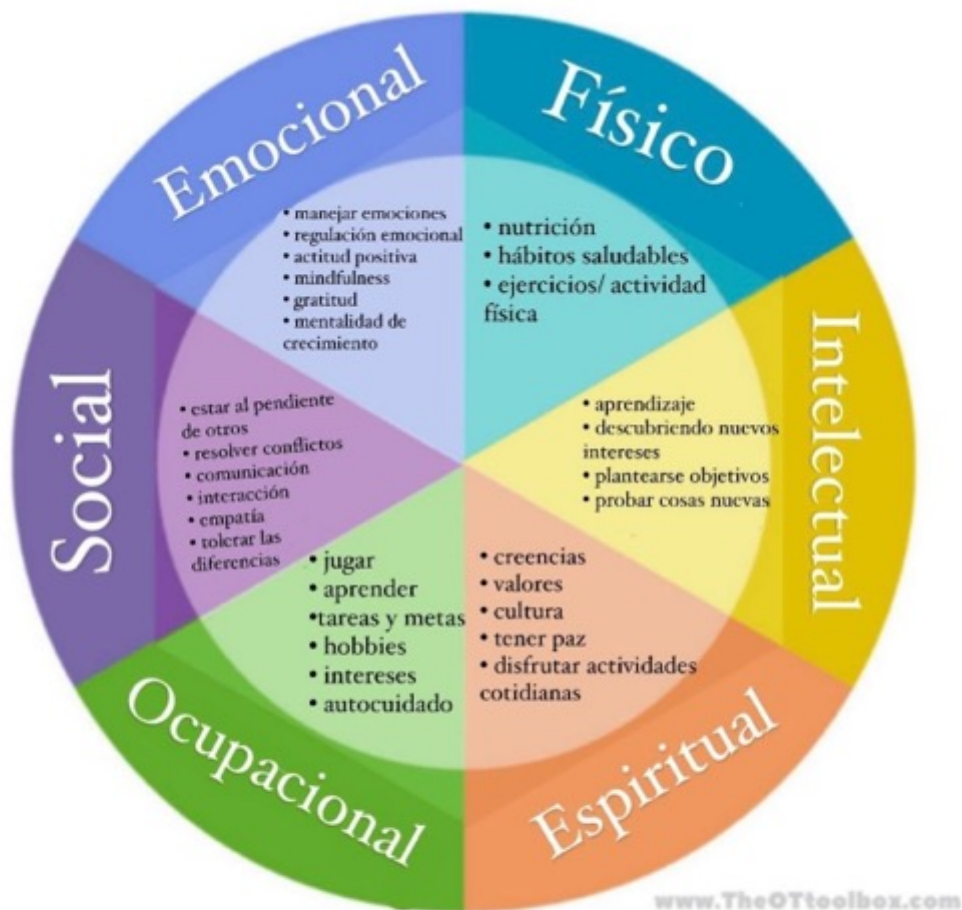 Emocional
• manejar emociones
• regulación emocional
• actitud positiva
• mindfulness
• gratitud
• mentalidad de
crecimiento
Físico
• nutrición
• hábitos saludables
• ejercicios/ actividad
física
Intelectual
• aprendizaje
• descubriendo nuevos
intereses
• plantearse objetivos
• probar cosas nuevas
Espiritual
• creencias
• valores
• cultura
• tener paz
• disfrutar actividades
cotidianas
Ocupacional
• jugar
• aprender
•tareas y metas
• hobbies
• intereses
• autocuidado
Social
• estar al pendiente
de otros
• resolver conflictos
• comunicación
• interacción
• empatía
• tolerar las
diferencias
www.TheOTtoolbox.com